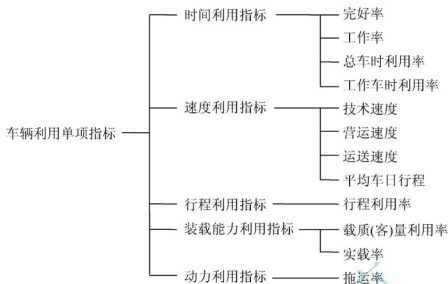 时间利用指标
完好率
工作率
总车时利用率
工作车时利用率
速度利用指标
技术速度
营运速度
运送速度
平均车日行程
车辆利用单项指标
行程利用指标
行程利用率
装载能力利用指标
载质(客)量利用率
实载率
动力利用指标
拖运率